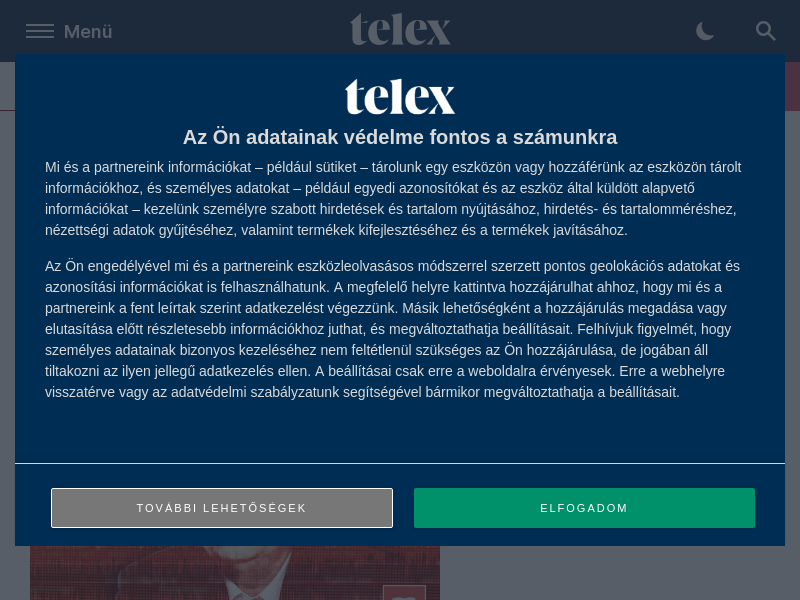 Menü
telex
telex
Az Ön adatainak védelme fontos a számunkra
Mi és a partnereink információkat – például sütiket – tárolunk egy eszközön vagy hozzáférünk az eszközön tárolt
információkhoz, és személyes adatokat – például egyedi azonosítókat és az eszköz által küldött alapvető
információkat – kezelünk személyre szabott hirdetések és tartalom nyújtásához, hirdetés- és tartalomméréshez,
nézettségi adatok gyűjtéséhez, valamint termékek kifejlesztéséhez és a termékek javításához.
Az Ön engedélyével mi és a partnereink eszközleolvasásos módszerrel szerzett pontos geolokációs adatokat és
azonosítási információkat is felhasználhatunk. A megfelelő helyre kattintva hozzájárulhat ahhoz, hogy mi és a
partnereink a fent leírtak szerint adatkezelést végezzünk. Másik lehetőségként a hozzájárulás megadása vagy
elutasítása előtt részletesebb információkhoz juthat, és megváltoztathatja beállításait. Felhívjuk figyelmét, hogy
személyes adatainak bizonyos kezeléséhez nem feltétlenül szükséges az Ön hozzájárulása, de jogában áll
tiltakozni az ilyen jellegű adatkezelés ellen. A beállításai csak erre a weboldalra érvényesek. Erre a webhelyre
visszatérve vagy az adatvédelmi szabályzatunk segítségével bármikor megváltoztathatja a beállításait.
TOVÁBBI LEHETŐSÉGEK
ELFOGADOM